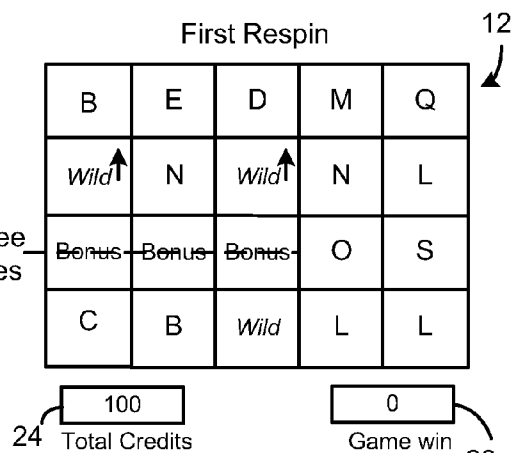 First Respin
12
B E D M Q
Wild N Wild N L
Bonus Bonus Bonus O S
C B Wild L L
100 0
24 Total Credits Game win